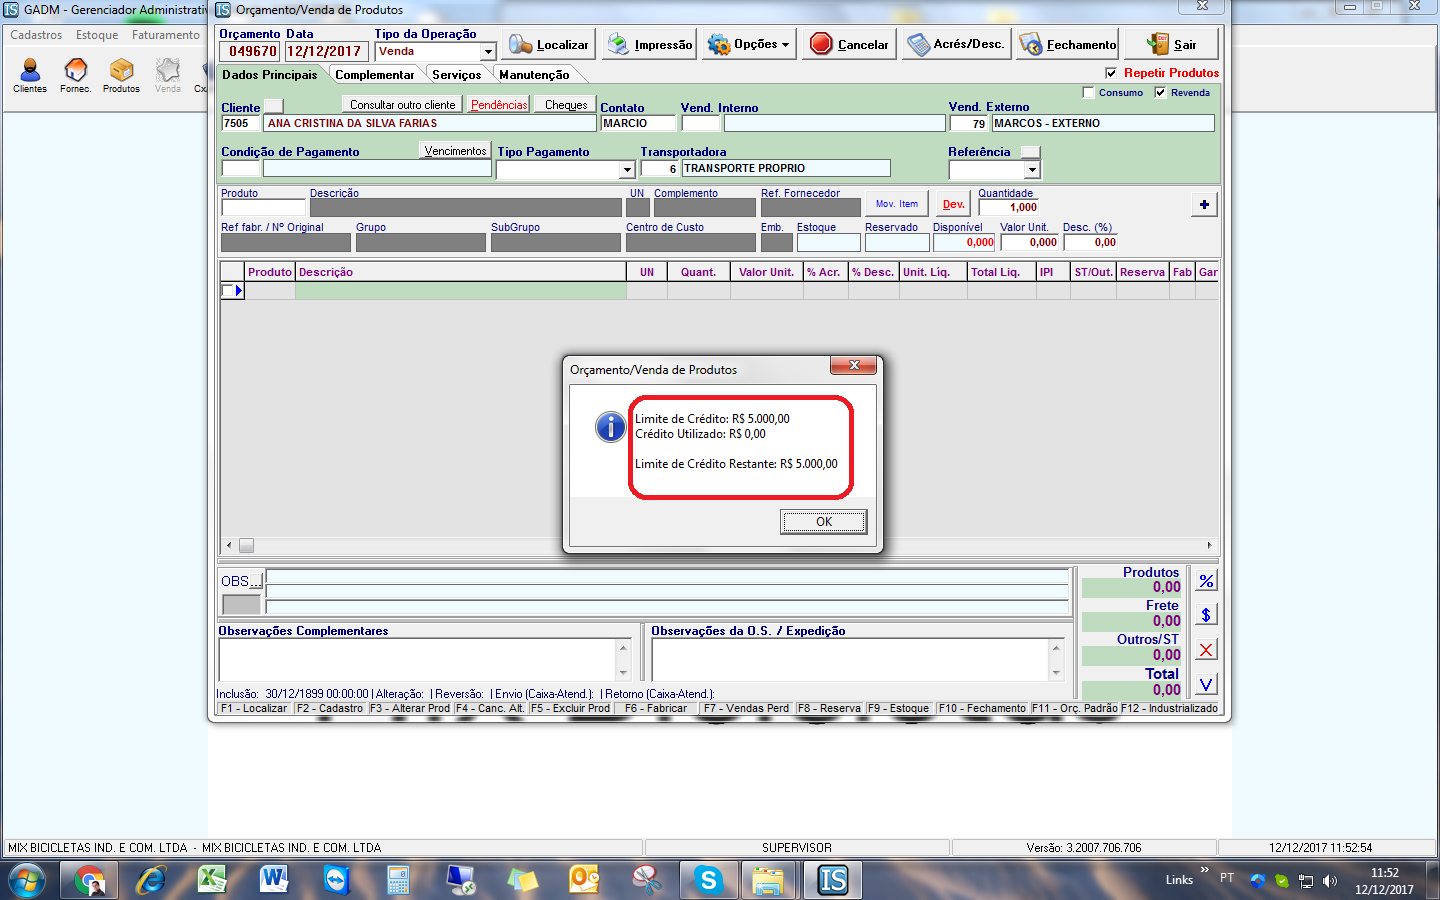 GADM - Gerenciador Administrativ
Orçamento/Venda de Produtos
Cadastros Estoque Faturamento
Clientes Fornec. Produtos Venda
Orçamento Data Tipo da Operação
049670 12/12/2017 Venda
Localizar Impressão Opções Cancelar Acrés/Desc. Fechamento Sair
Dados Principais Complementar Serviços Manutenção
Repetir Produtos
Consumo Revenda
Cliente Consultar outro cliente Pendências Cheques Contato Vend. Interno Vend. Externo
7505 ANA CRISTINA DA SILVA FARIAS MARCIO 79 MARCOS - EXTERNO
Condição de Pagamento Vencimentos Tipo Pagamento Transportadora Referência
6 TRANSPORTE PROPRIO
Produto Descrição UN Complemento Ref. Fornecedor Mov. Item Dev. Quantidade
1,000
Ref fabr. / Nº Original Grupo SubGrupo Centro de Custo Emb. Estoque Reservado Disponível Valor Unit. Desc. (%)
0,000 0,000 0,00
Produto Descrição UN Quant. Valor Unit. % Acr. % Desc. Unit. Líq. Total Liq. IPI ST/Out. Reserva Fab Gar
Orçamento/Venda de Produtos
Limite de Crédito: R$ 5.000,00
Crédito Utilizado: R$ 0,00
Limite de Crédito Restante: R$ 5.000,00
OK
OBS...
Produtos
0,00
Frete
0,00
Outros/ST
0,00
Total
0,00
% $ X V
Observações Complementares Observações da O.S. / Expedição
Inclusão: 30/12/1899 00:00:00 | Alteração: | Reversão: | Envio (Caixa-Atend.): | Retorno (Caixa-Atend.):
F1 - Localizar F2 - Cadastro F3 - Alterar Prod F4 - Canc. Alt. F5 - Excluir Prod F6 - Fabricar F7 - Vendas Perd F8 - Reserva F9 - Estoque F10 - Fechamento F11 - Orç. Padrão F12 - Industrializado
MIX BICICLETAS IND. E COM. LTDA - MIX BICICLETAS IND. E COM. LTDA SUPERVISOR Versão: 3.2007.706.706 12/12/2017 11:52:54
Links PT 11:52
12/12/2017